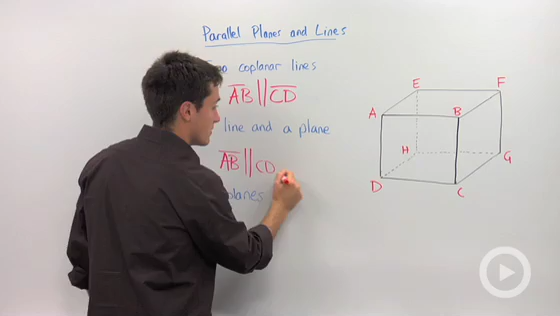 Parallel Planes and Lines
coplanar lines
AB || CD
line and a plane
AB || CD
planes
E F
A B
H G
D C